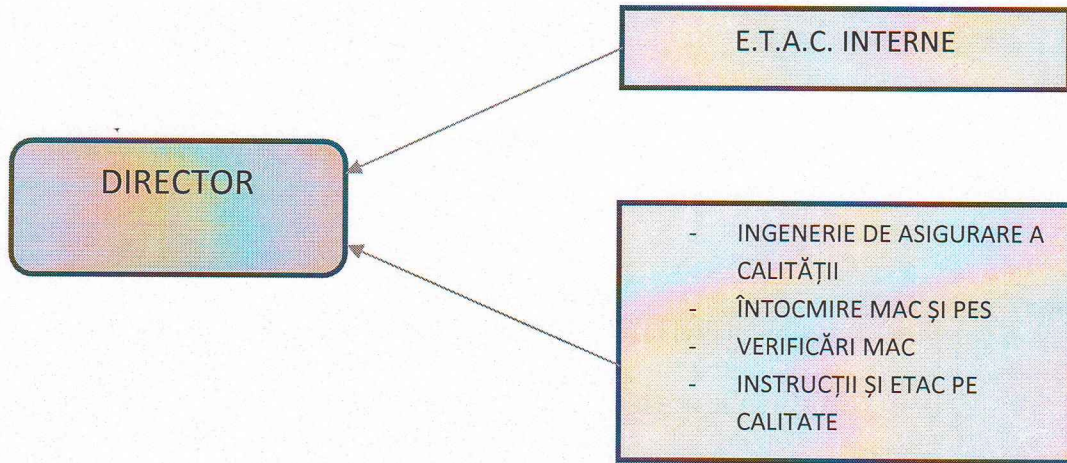 E.T.A.C. INTERNE
DIRECTOR
- INGENERIE DE ASIGURARE A
CALITĂȚII
- ÎNTOCMIRE MAC ȘI PES
- VERIFICĂRI MAC
- INSTRUCȚII ȘI ETAC PE
CALITATE